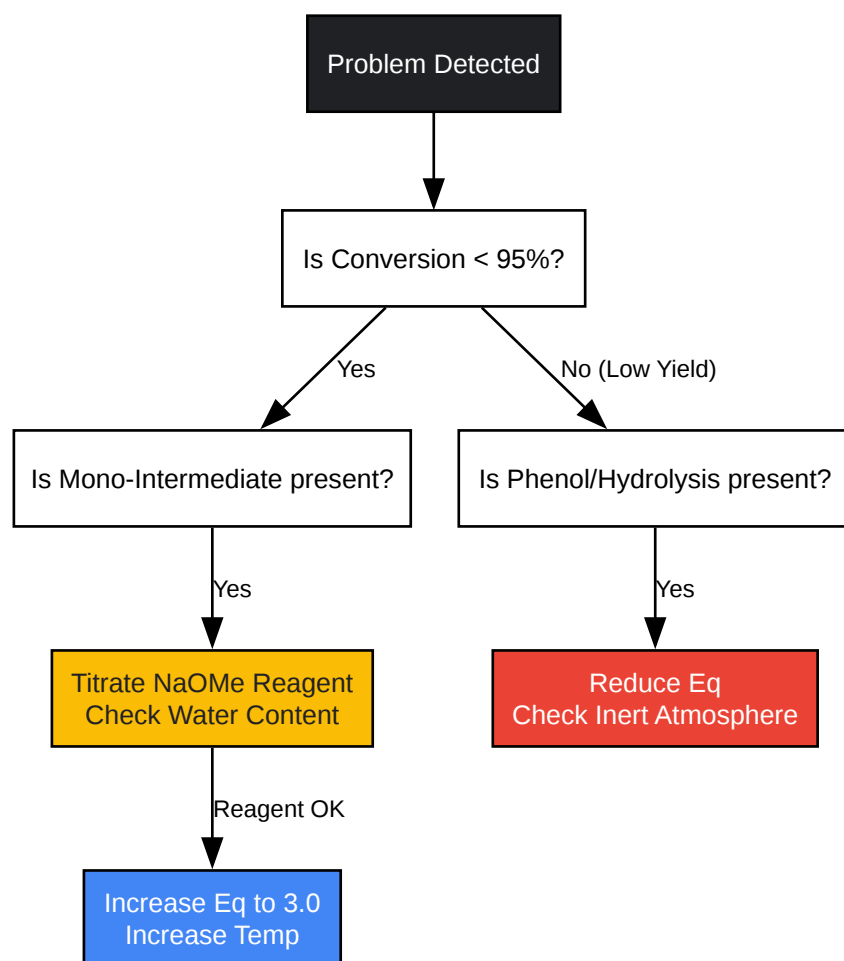 Problem Detected
Is Conversion < 95%?
Yes
No (Low Yield)
Is Mono-Intermediate present?
Is Phenol/Hydrolysis present?
Yes
Yes
Titrate NaOMe Reagent
Check Water Content
Reduce Eq
Check Inert Atmosphere
Reagent OK
Increase Eq to 3.0
Increase Temp